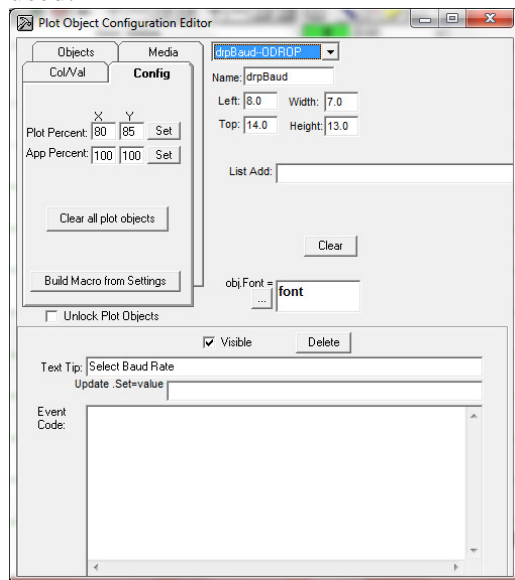 Plot Object Configuration Editor
Objects Media
Col/Val Config
drpBaud--ODROP
Name: drpBaud
Left: 8.0 Width: 7.0
Top: 14.0 Height: 13.0
X Y
Plot Percent: 80 85 Set
App Percent: 100 100 Set
List Add:
Clear all plot objects
Clear
Build Macro from Settings
obj.Font = font
...
Unlock Plot Objects
Visible Delete
Text Tip: Select Baud Rate
Update .Set=value
Event
Code: